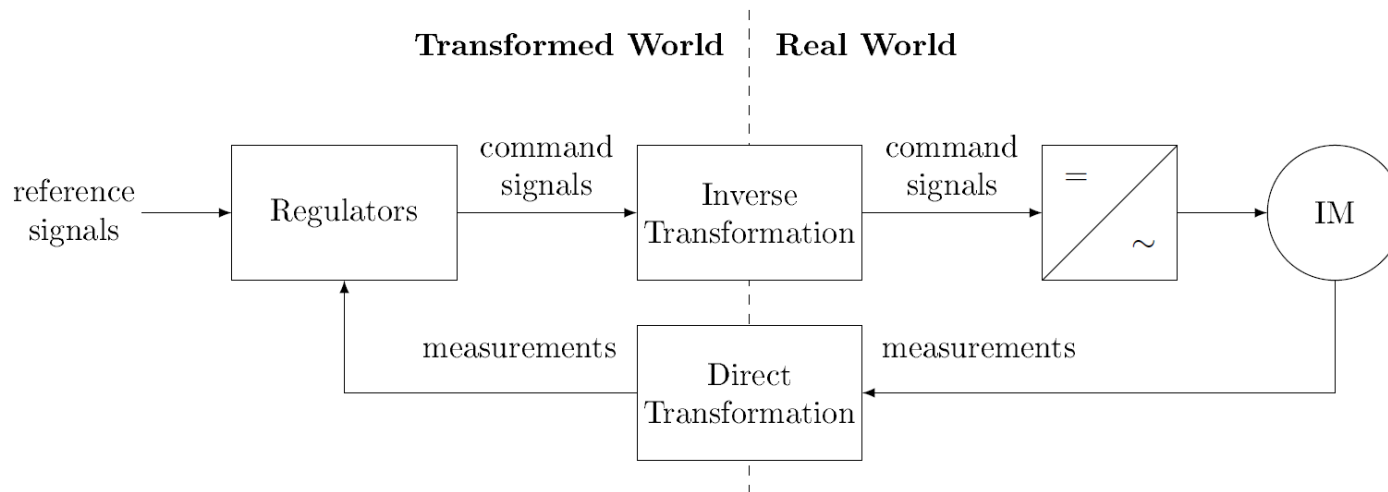 Transformed World
Real World
reference
signals
Regulators
command
signals
Inverse
Transformation
command
signals
=
~
IM
measurements
Direct
Transformation
measurements